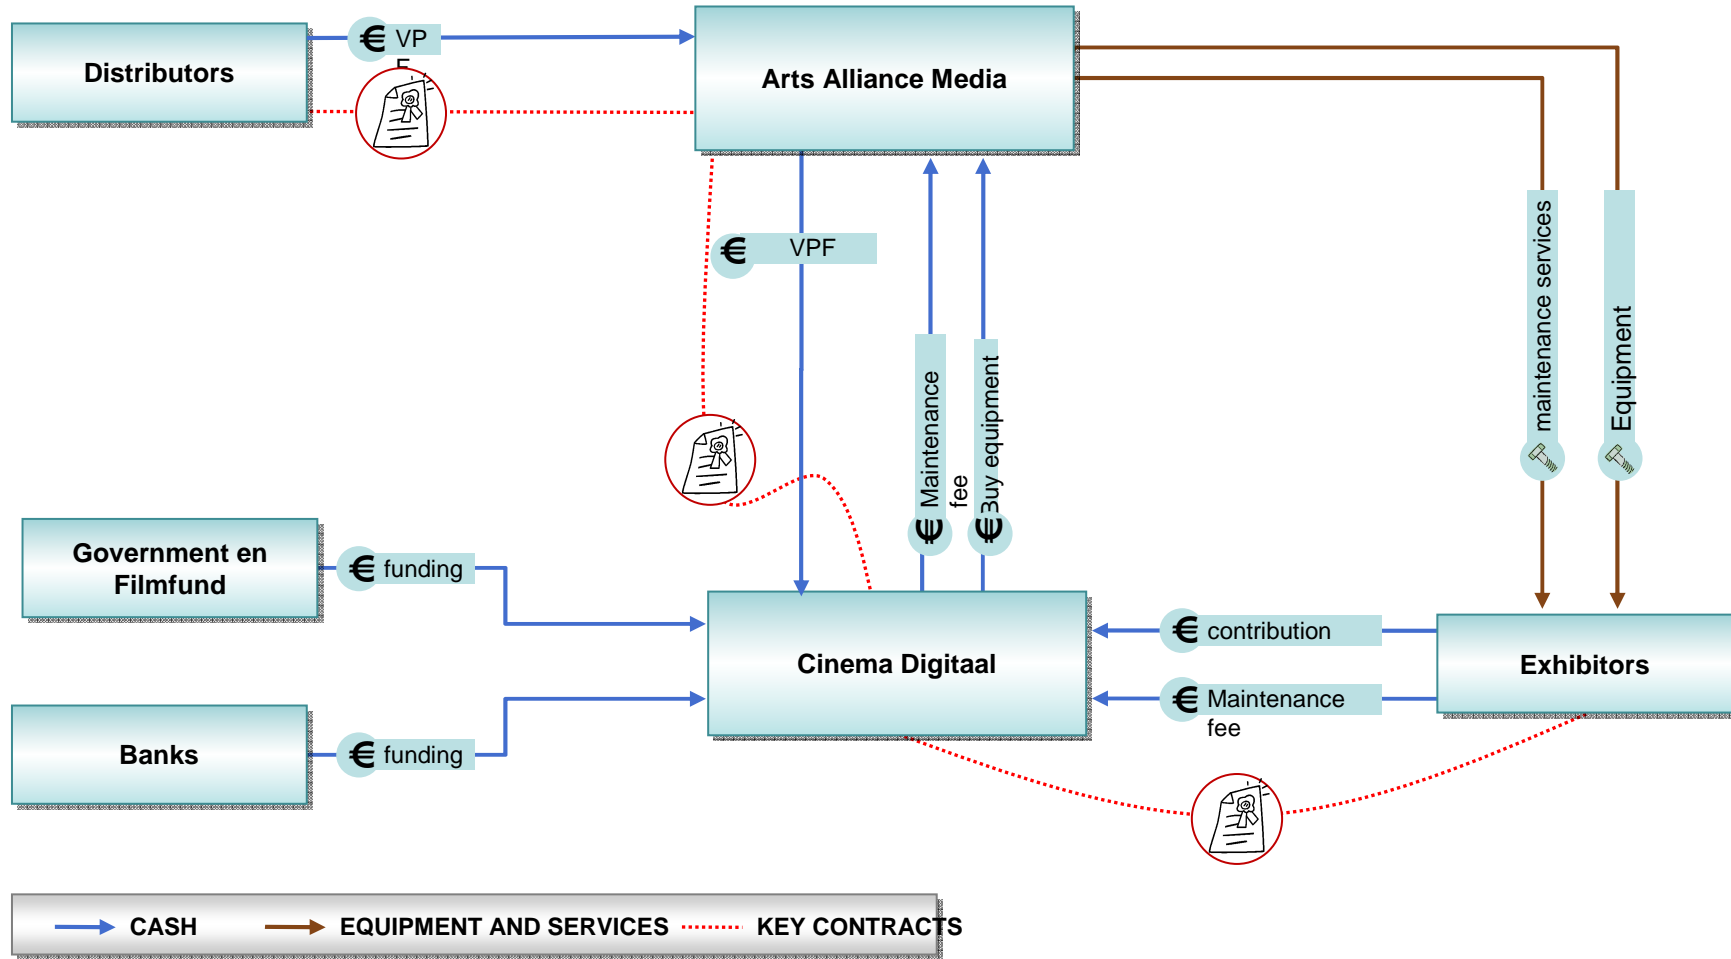 Distributors
€ VP
F
Arts Alliance Media
€ VPF
maintenance services
Equipment
€ Maintenance
fee
€ Buy equipment
Government en
Filmfund
€ funding
Cinema Digitaal
€ contribution
Exhibitors
€ Maintenance
fee
Banks
€ funding
CASH
EQUIPMENT AND SERVICES
KEY CONTRACTS